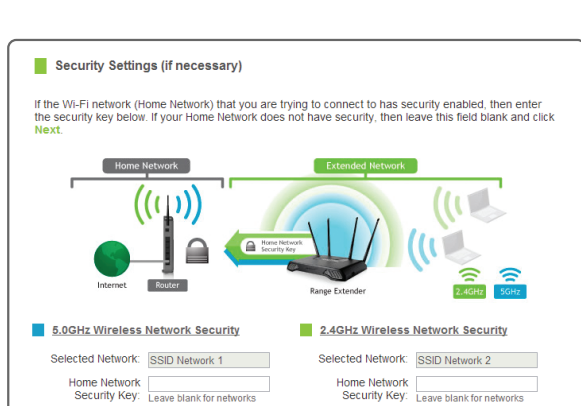 Security Settings (if necessary)
If the Wi-Fi network (Home Network) that you are trying to connect to has security enabled, then enter
the security key below. If your Home Network does not have security, then leave this field blank and click
Next.
Home Network
Extended Network
Home Network
Security Key
Internet
Router
Range Extender
2.4GHz
5GHz
5.0GHz Wireless Network Security
Selected Network: SSID Network 1
Home Network
Security Key:
Leave blank for networks
2.4GHz Wireless Network Security
Selected Network: SSID Network 2
Home Network
Security Key:
Leave blank for networks